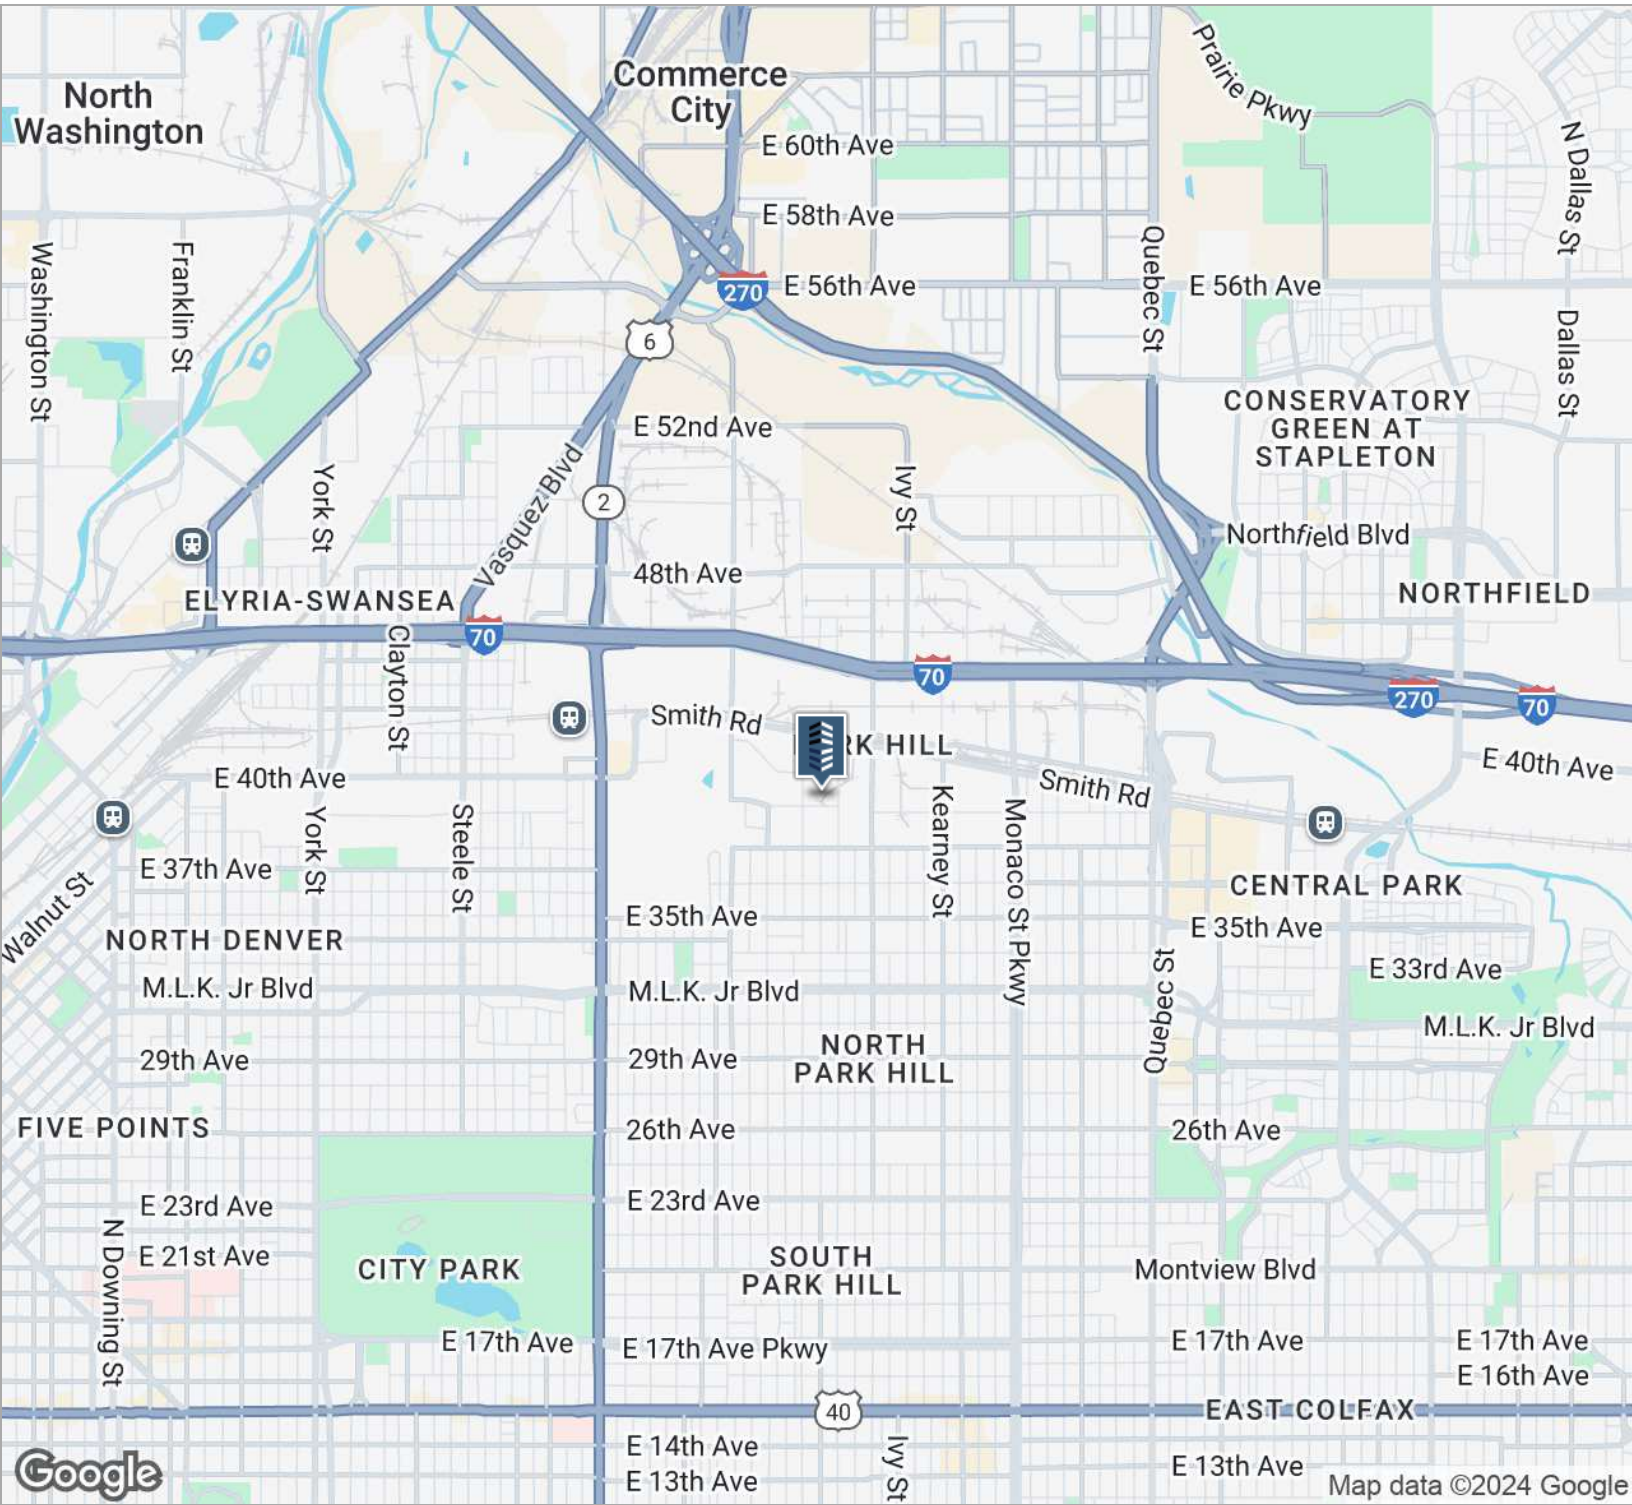 North
Washington
Commerce
City
Prairie Pkwy
N Dallas St
E 60th Ave
E 58th Ave
Washington St
Franklin St
Quebec St
270
E 56th Ave
E 56th Ave
6
Dallas St
CONSERVATORY
GREEN AT
STAPLETON
E 52nd Ave
York St
Vasquez Blvd
2
Ivy St
Northfield Blvd
48th Ave
NORTHFIELD
ELYRIA-SWANSEA
Clayton St
70
70
270
70
Smith Rd
RK HILL
E 40th Ave
E 40th Ave
Smith Rd
York St
Steele St
Kearney St
Monaco St Pkwy
E 37th Ave
Walnut St
CENTRAL PARK
E 35th Ave
E 35th Ave
NORTH DENVER
E 33rd Ave
M.L.K. Jr Blvd
M.L.K. Jr Blvd
Quebec St
M.L.K. Jr Blvd
29th Ave
29th Ave
NORTH
PARK HILL
FIVE POINTS
26th Ave
26th Ave
E 23rd Ave
E 23rd Ave
N Downing St
E 21st Ave
CITY PARK
SOUTH
PARK HILL
Montview Blvd
E 17th Ave
E 17th Ave Pkwy
E 17th Ave
E 17th Ave
E 16th Ave
40
EAST COLFAX
E 14th Ave
Ivy St
E 13th Ave
E 13th Ave
Google
Map data ©2024 Google